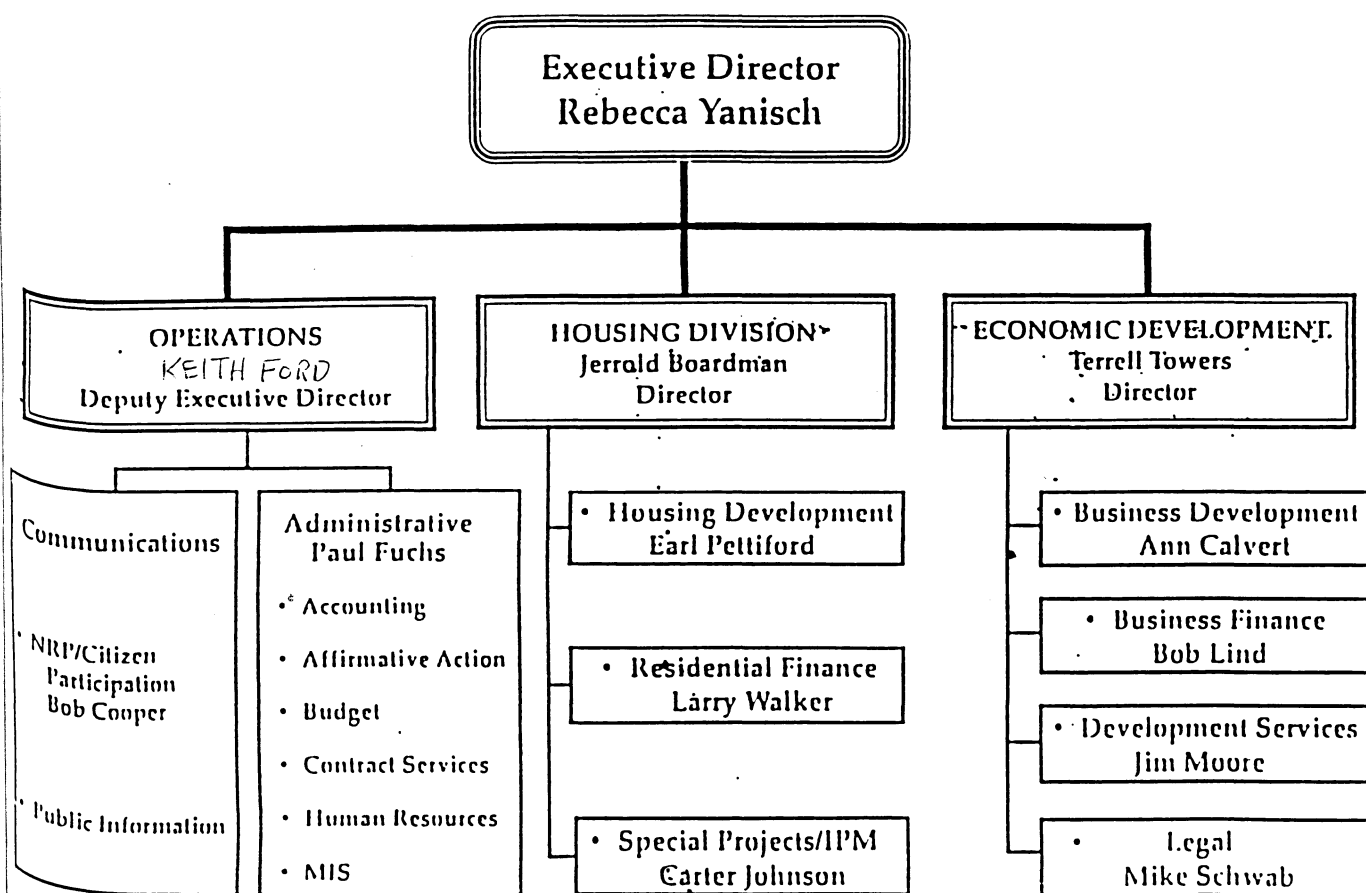 Executive Director
Rebecca Yanisch
OPERATIONS
KEITH FORD
Deputy Executive Director
HOUSING DIVISION
Jerrold Boardman
Director
ECONOMIC DEVELOPMENT
Terrell Towers
Director
Communications
• NRP/Citizen
Participation
Bob Cooper
• Public Information
Administrative
Paul Fuchs
• Accounting
• Affirmative Action
• Budget
• Contract Services
• Human Resources
• MIS
• Housing Development
Earl Pettiford
• Residential Finance
Larry Walker
• Special Projects/IPM
Carter Johnson
• Business Development
Ann Calvert
• Business Finance
Bob Lind
• Development Services
Jim Moore
• Legal
Mike Schwab